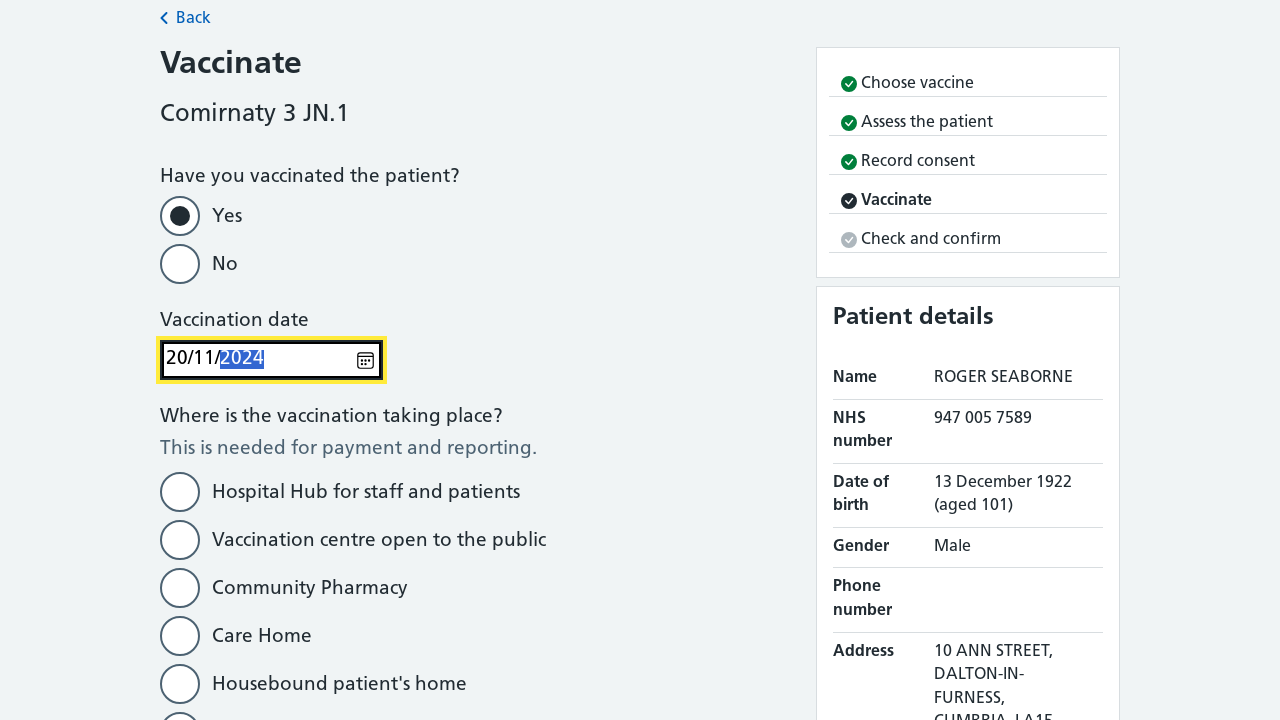 Back
Vaccinate
Comirnaty 3 JN.1
Have you vaccinated the patient?
Yes
No
Vaccination date
20/11/2024
Where is the vaccination taking place?
This is needed for payment and reporting.
Hospital Hub for staff and patients
Vaccination centre open to the public
Community Pharmacy
Care Home
Housebound patient's home
Choose vaccine
Assess the patient
Record consent
Vaccinate
Check and confirm
Patient details
Name ROGER SEABORNE
NHS number 947 005 7589
Date of birth 13 December 1922 (aged 101)
Gender Male
Phone number
Address 10 ANN STREET,
DALTON-IN-
FURNESS,
CUMBRIA, LA15